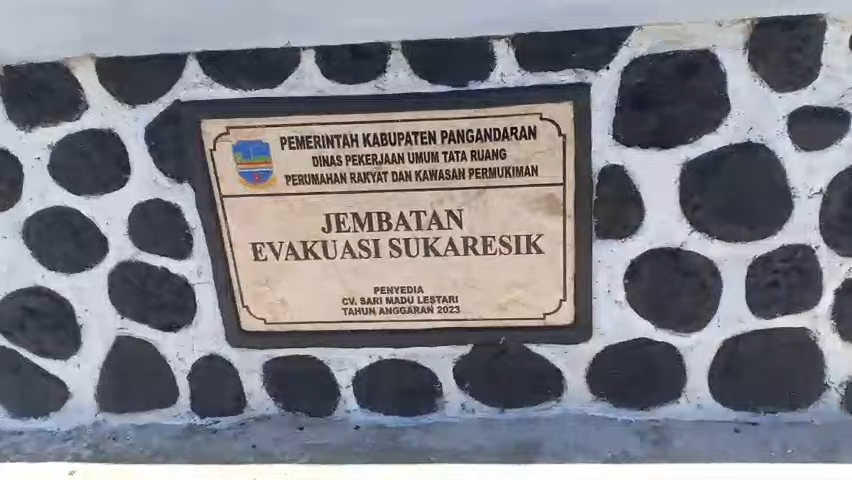 PEMERINTAH KABUPATEN PANGANDARAN
DINAS PEKERJAAN UMUM TATA RUANG
PERUMAHAN RAKYAT DAN KAWASAN PERMUKIMAN
JEMBATAN
EVAKUASI SUKARESIK
PENYEDIA
CV. SARI MADU LESTARI
TAHUN ANGGARAN 2023